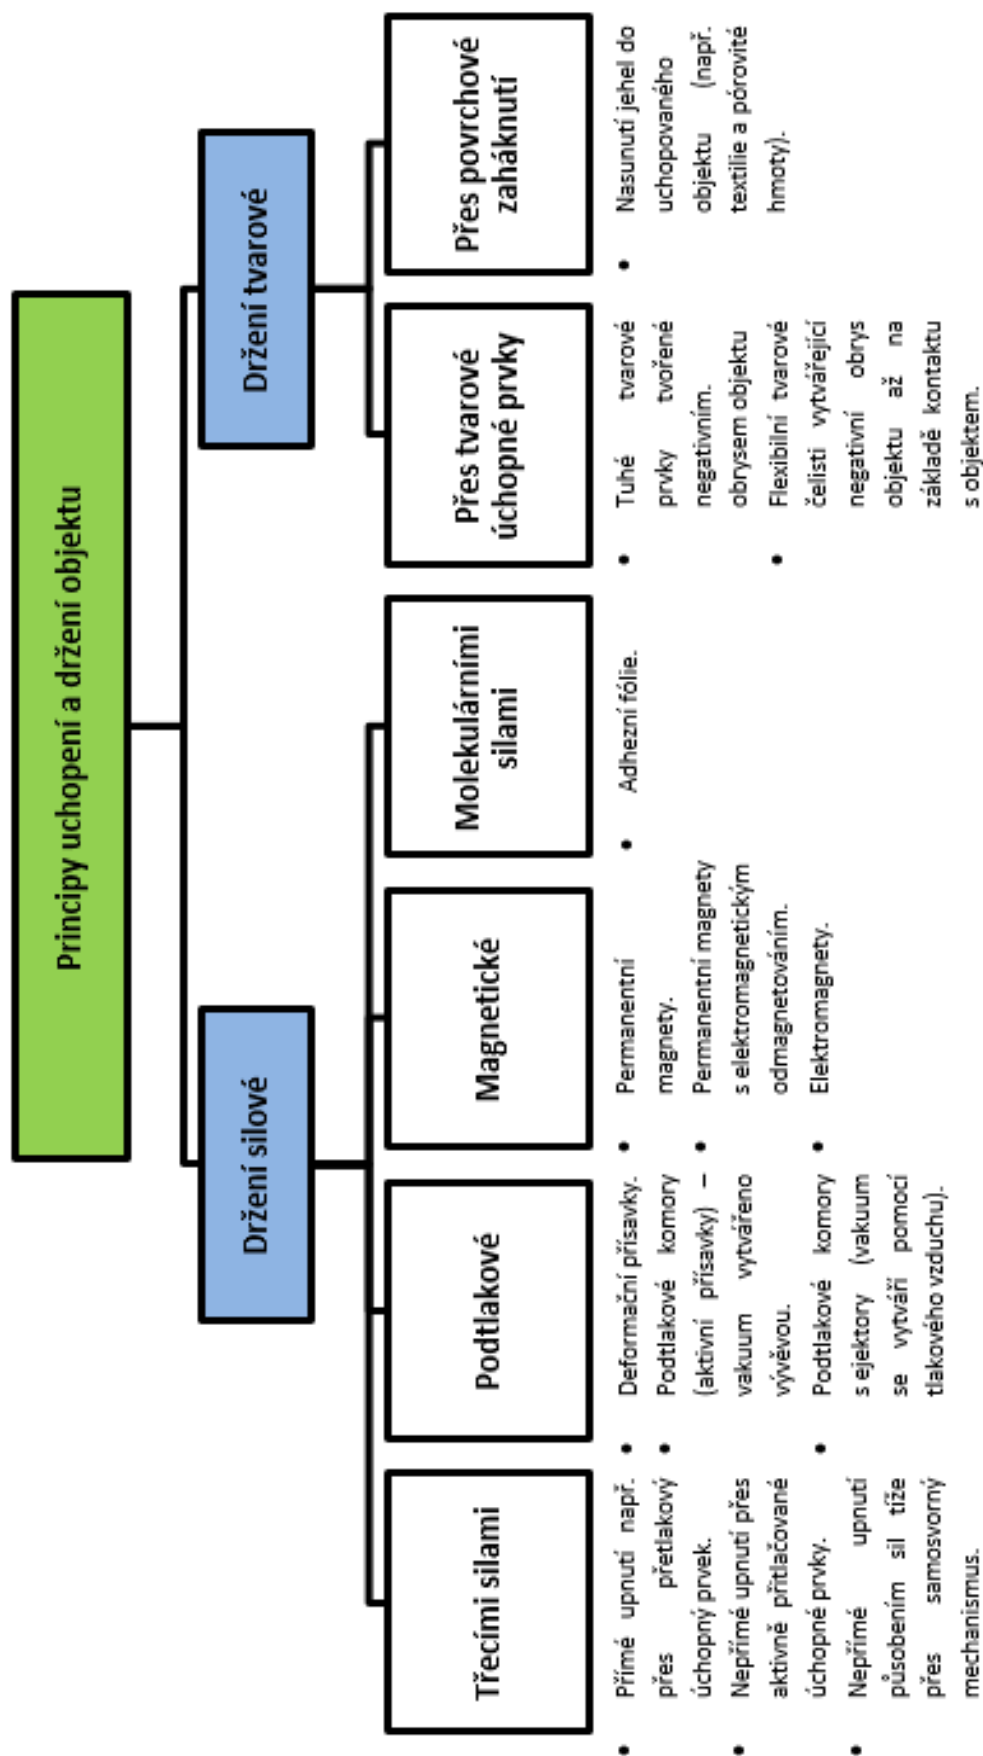 Principy uchopení a držení objektu
Držení silové
Držení tvarové
Třecími silami
Podtlakové
Magnetické
Molekulárními
silami
Přes tvarové
úchopné prvky
Přes povrchové
zaháknutí
• Přímé upnutí např.
přes přetlakový
úchopný prvek.
• Nepřímé upnutí přes
aktivně přitlačované
úchopné prvky.
• Nepřímé upnutí
působením sil tíže
přes samosvorný
mechanismus.
• Deformační přísavky.
• Podtlakové komory
(aktivní přísavky) –
vakuum vytvářeno
vývěvou.
• Podtlakové komory
s ejektory (vakuum
se vytváří pomocí
tlakového vzduchu).
• Permanentní
magnety.
• Permanentní magnety
s elektromagnetickým
odmagnetováním.
• Elektromagnety.
• Adhezní fólie.
• Tuhé tvarové
prvky tvořené
negativním.
obrysem objektu
• Flexibilní tvarové
čelisti vytvářející
negativní obrys
objektu až na
základě kontaktu
s objektem.
• Nasunutí jehel do
uchopovaného
objektu (např.
textilie a pórovité
hmoty).